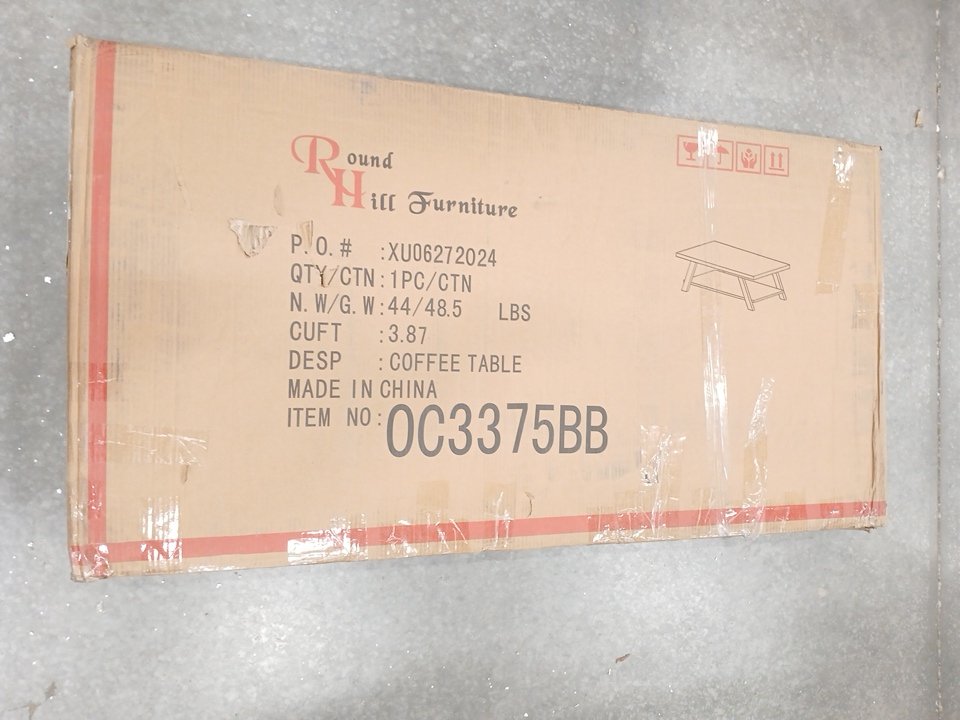 Round
Hill Furniture
P.O.# :XU06272024
QTY/CTN:1PC/CTN
N.W/G.W:44/48.5 LBS
CUFT :3.87
DESP :COFFEE TABLE
MADE IN CHINA
ITEM NO:OC3375BB